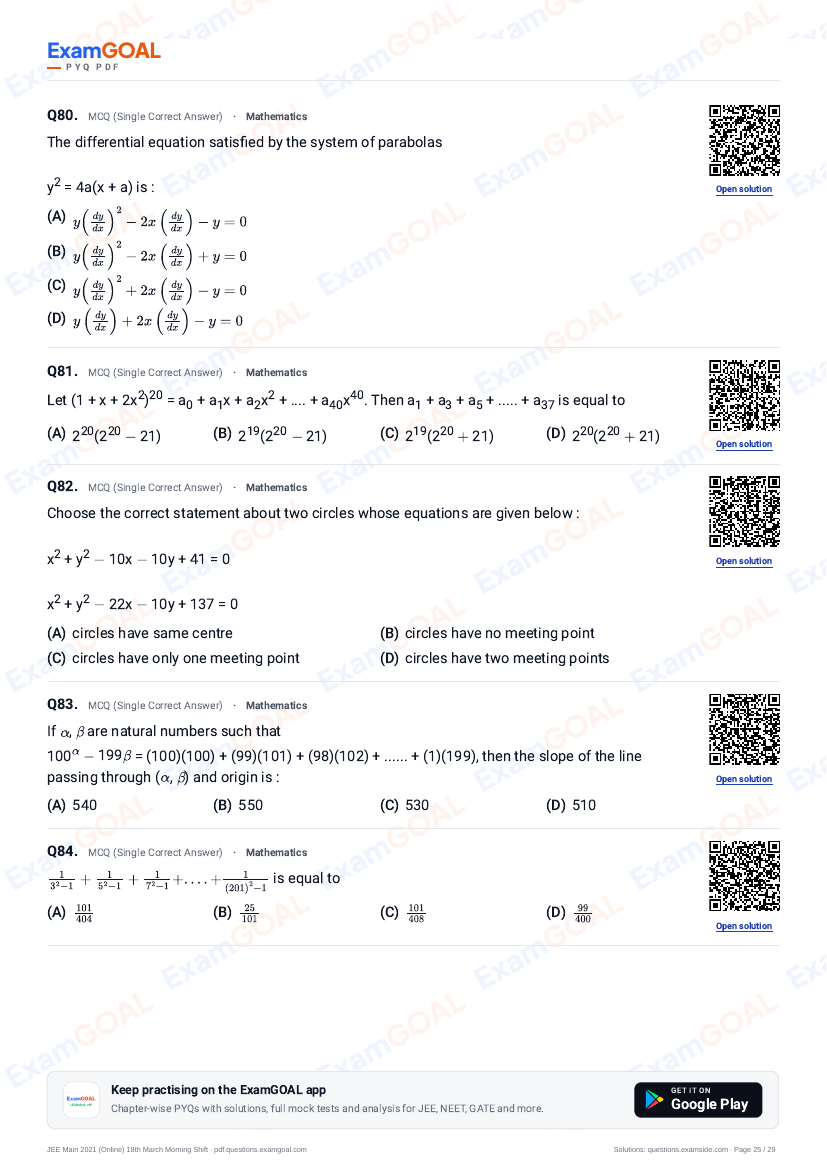 ExamGOAL
PYQ PDF
Q80. MCQ (Single Correct Answer) · Mathematics
The differential equation satisfied by the system of parabolas
y² = 4a(x + a) is :
(A) y(dy/dx)² − 2x(dy/dx) − y = 0
(B) y(dy/dx)² − 2x(dy/dx) + y = 0
(C) y(dy/dx)² + 2x(dy/dx) − y = 0
(D) y(dy/dx) + 2x(dy/dx) − y = 0
Open solution
Q81. MCQ (Single Correct Answer) · Mathematics
Let (1 + x + 2x²)²⁰ = a₀ + a₁x + a₂x² + .... + a₄₀x⁴⁰. Then a₁ + a₃ + a₅ + ..... + a₃₇ is equal to
(A) 2²⁰(2²⁰ − 21) (B) 2¹⁹(2²⁰ − 21) (C) 2¹⁹(2²⁰ + 21) (D) 2²⁰(2²⁰ + 21)
Open solution
Q82. MCQ (Single Correct Answer) · Mathematics
Choose the correct statement about two circles whose equations are given below :
x² + y² − 10x − 10y + 41 = 0
x² + y² − 22x − 10y + 137 = 0
(A) circles have same centre (B) circles have no meeting point
(C) circles have only one meeting point (D) circles have two meeting points
Open solution
Q83. MCQ (Single Correct Answer) · Mathematics
If α, β are natural numbers such that
100^α − 199β = (100)(100) + (99)(101) + (98)(102) + ...... + (1)(199), then the slope of the line
passing through (α, β) and origin is :
(A) 540 (B) 550 (C) 530 (D) 510
Open solution
Q84. MCQ (Single Correct Answer) · Mathematics
1/(3²−1) + 1/(5²−1) + 1/(7²−1) + .... + 1/((201)²−1) is equal to
(A) 101/404 (B) 25/101 (C) 101/408 (D) 99/400
Open solution
ExamGOAL
Keep practising on the ExamGOAL app
Chapter-wise PYQs with solutions, full mock tests and analysis for JEE, NEET, GATE and more.
GET IT ON
Google Play
JEE Main 2021 (Online) 18th March Morning Shift · pdf.questions.examgoal.com
Solutions: questions.examside.com · Page 25 / 29